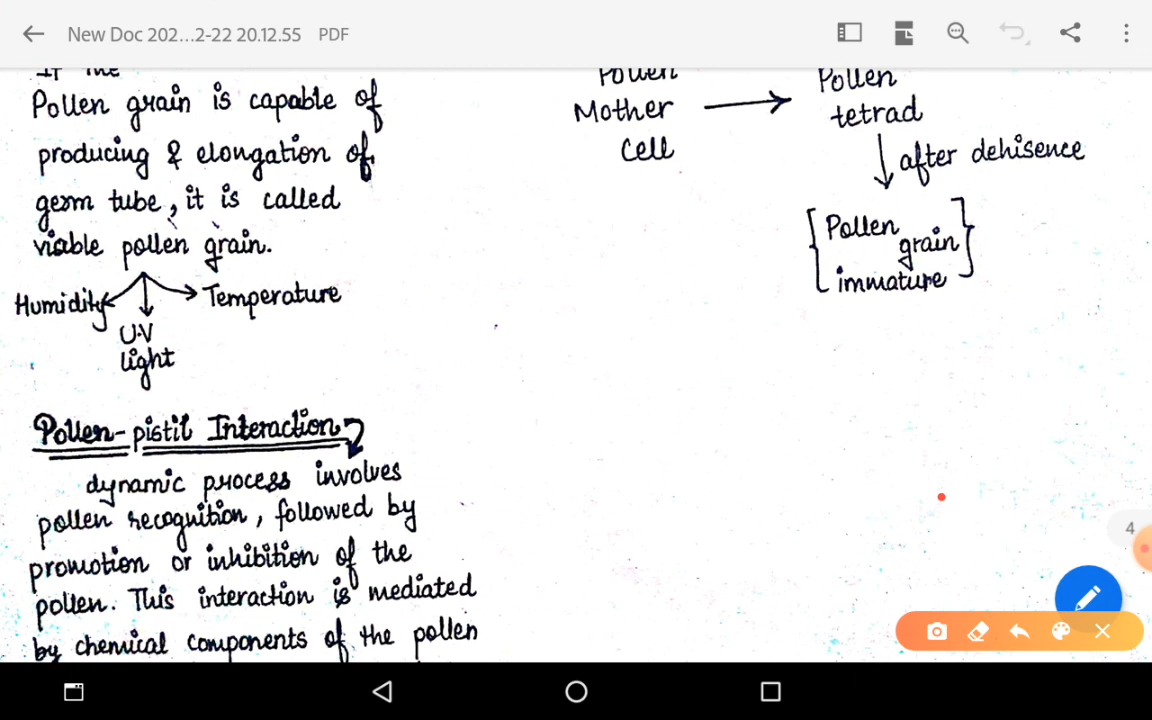 New Doc 202...2-22 20.12.55 PDF
If the
Pollen grain is capable of
producing & elongation of
germ tube, it is called
viable pollen grain.
Humidity
U.V
light
Temperature
Pollen-pistil Interaction
dynamic process involves
pollen recognition, followed by
promotion or inhibition of the
pollen. This interaction is mediated
by chemical components of the pollen
Pollen
Mother
Cell
Pollen
tetrad
after dehisence
Pollen
grain
immature
4